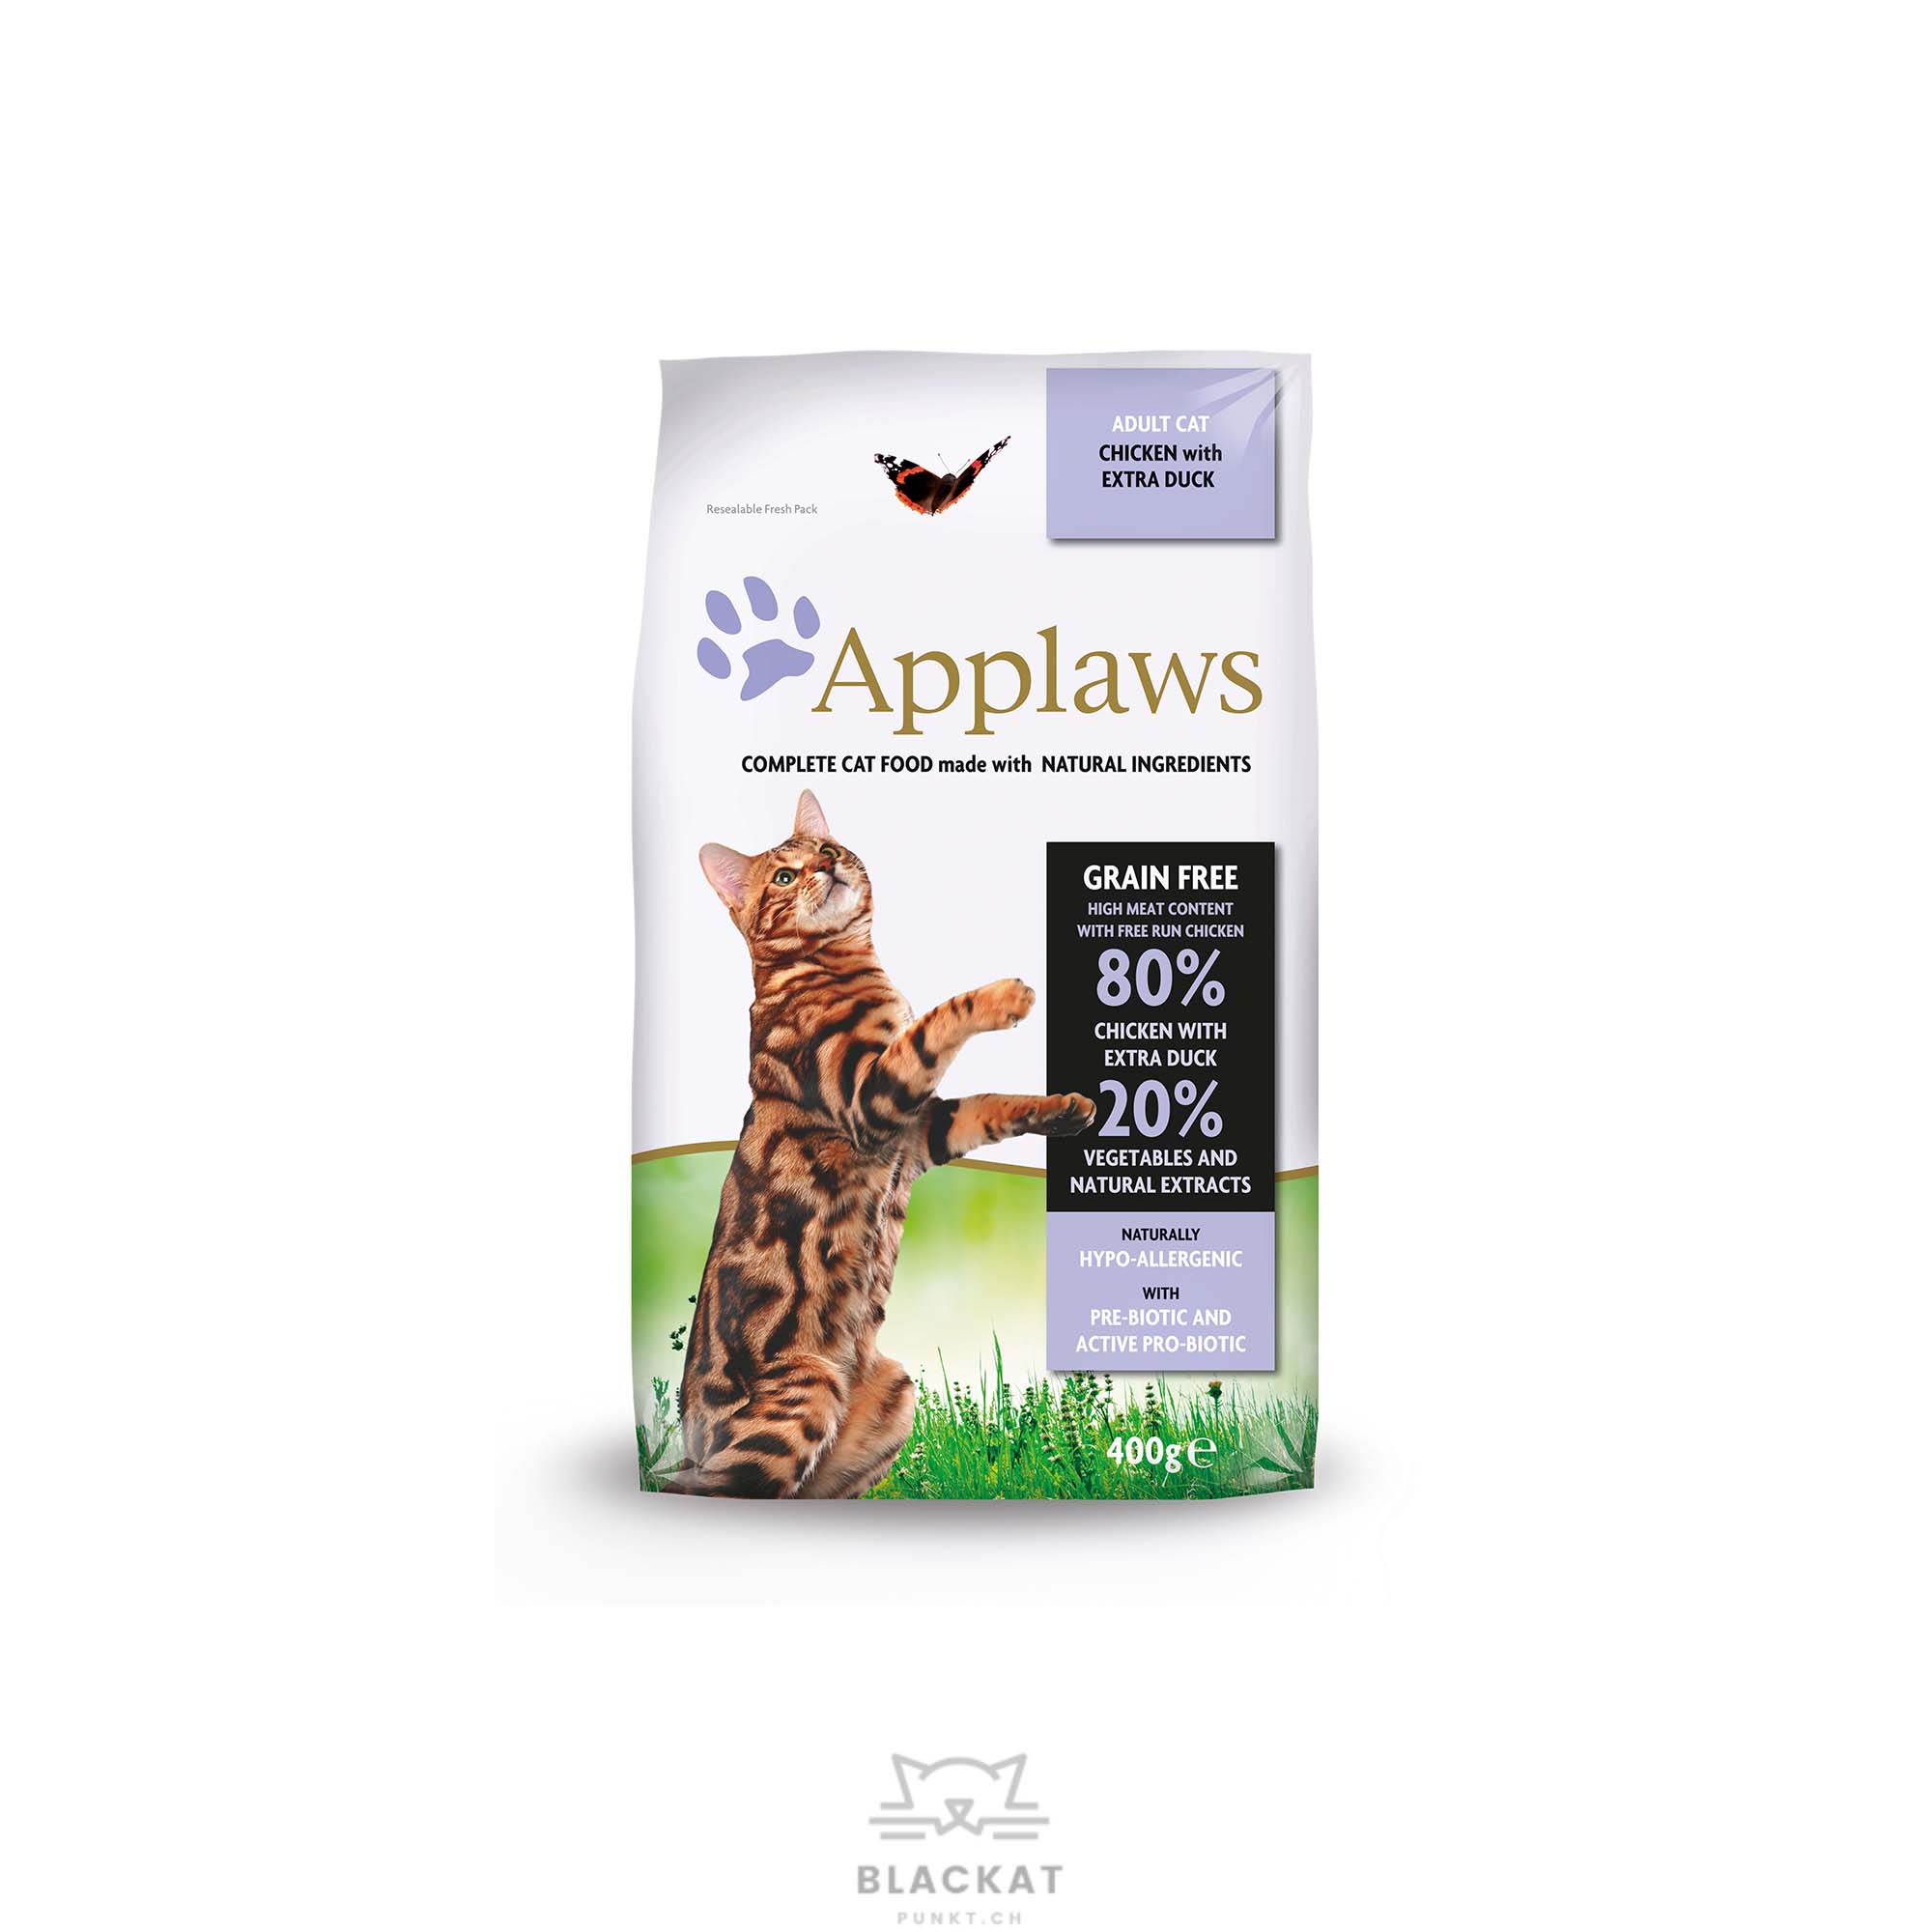 ADULT CAT
CHICKEN with
EXTRA DUCK
Resealable Fresh Pack
Applaws
COMPLETE CAT FOOD made with NATURAL INGREDIENTS
GRAIN FREE
HIGH MEAT CONTENT
WITH FREE RUN CHICKEN
80%
CHICKEN WITH
EXTRA DUCK
20%
VEGETABLES AND
NATURAL EXTRACTS
NATURALLY
HYPO-ALLERGENIC
WITH
PRE-BIOTIC AND
ACTIVE PRO-BIOTIC
400g℮
BLACKAT
PUNKT.CH